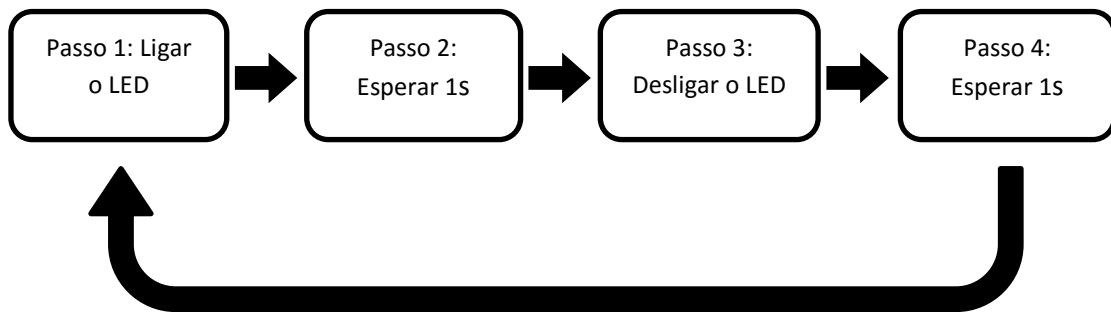 Passo 1: Ligar
o LED
Passo 2:
Esperar 1s
Passo 3:
Desligar o LED
Passo 4:
Esperar 1s